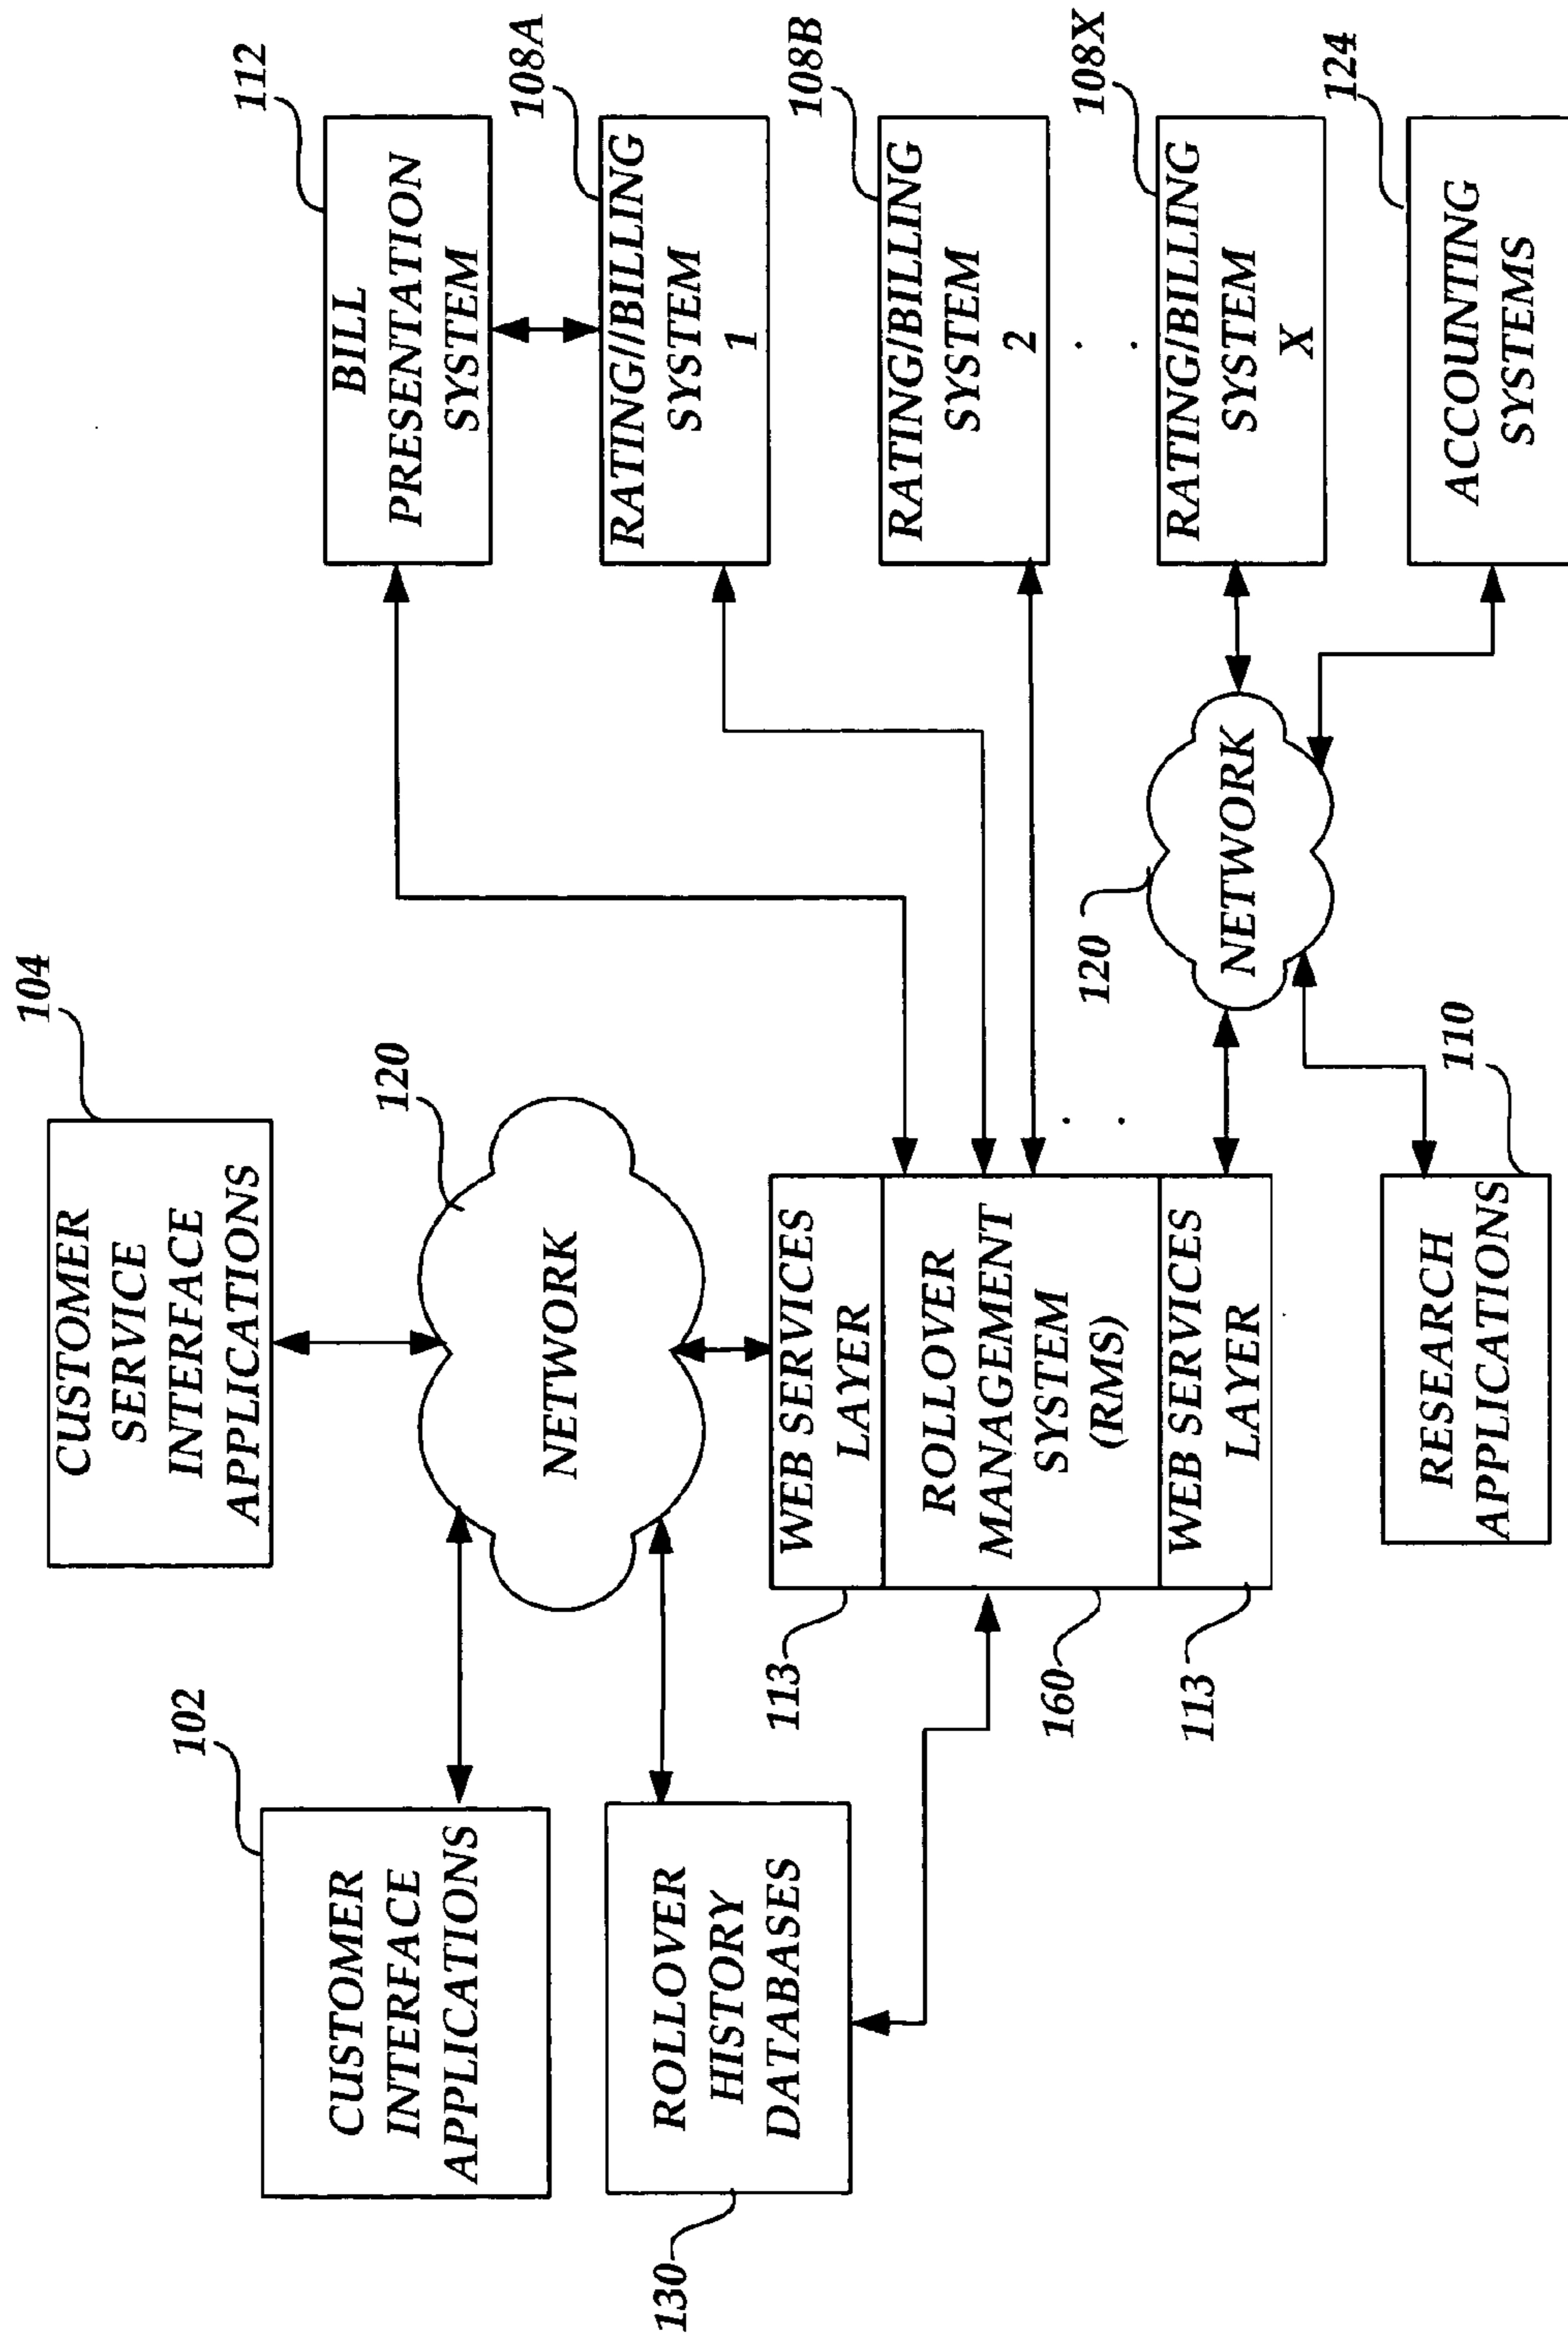 104
CUSTOMER
SERVICE
INTERFACE
APPLICATIONS
102
CUSTOMER
INTERFACE
APPLICATIONS
120
NETWORK
112
BILL
PRESENTATION
SYSTEM
108A
RATING//BILLING
SYSTEM
1
130
ROLLOVER
HISTORY
DATABASES
113
WEB SERVICES
LAYER
160
ROLLOVER
MANAGEMENT
SYSTEM
(RMS)
113
WEB SERVICES
LAYER
108B
RATING/BILLING
SYSTEM
2
120
NETWORK
108X
RATING/BILLING
SYSTEM
X
110
RESEARCH
APPLICATIONS
124
ACCOUNTING
SYSTEMS